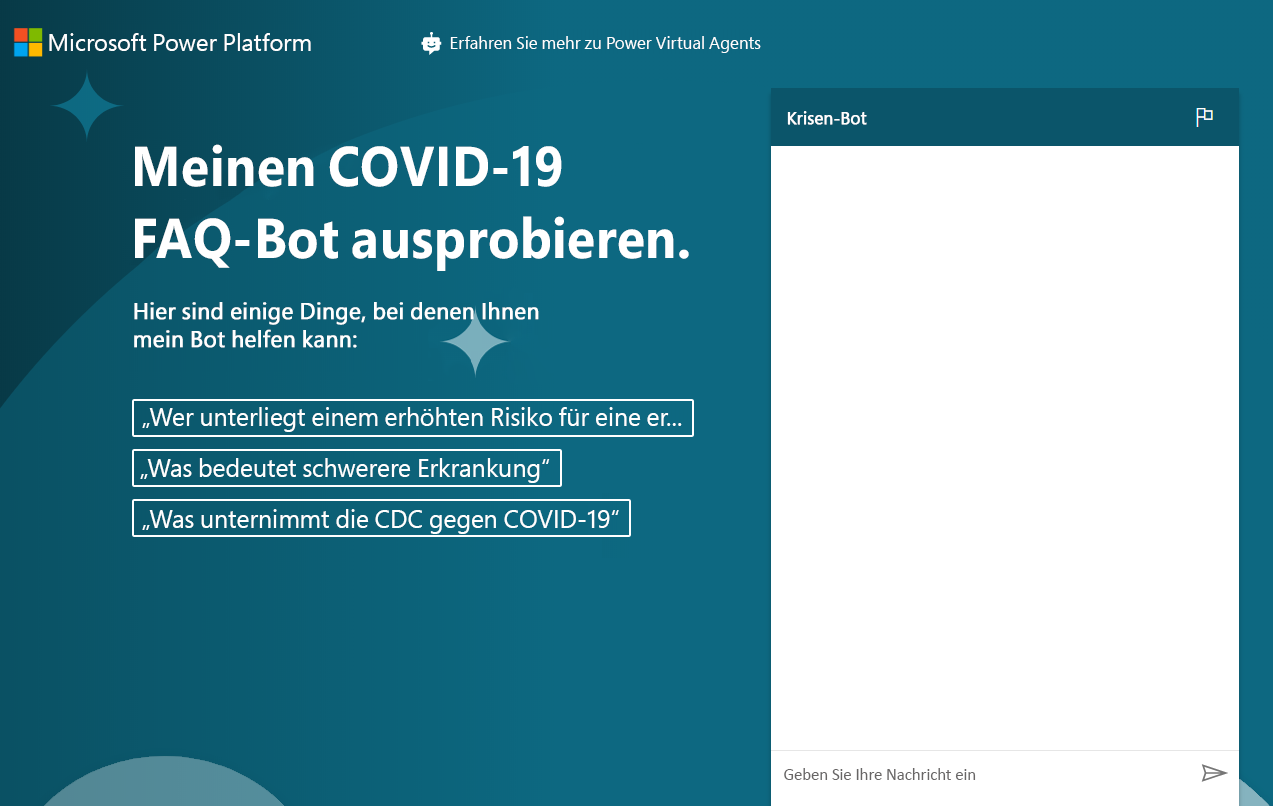 Microsoft Power Platform
Erfahren Sie mehr zu Power Virtual Agents
Meinen COVID-19
FAQ-Bot ausprobieren.
Hier sind einige Dinge, bei denen Ihnen
mein Bot helfen kann:
„Wer unterliegt einem erhöhten Risiko für eine er...
„Was bedeutet schwerere Erkrankung“
„Was unternimmt die CDC gegen COVID-19“
Krisen-Bot
Geben Sie Ihre Nachricht ein